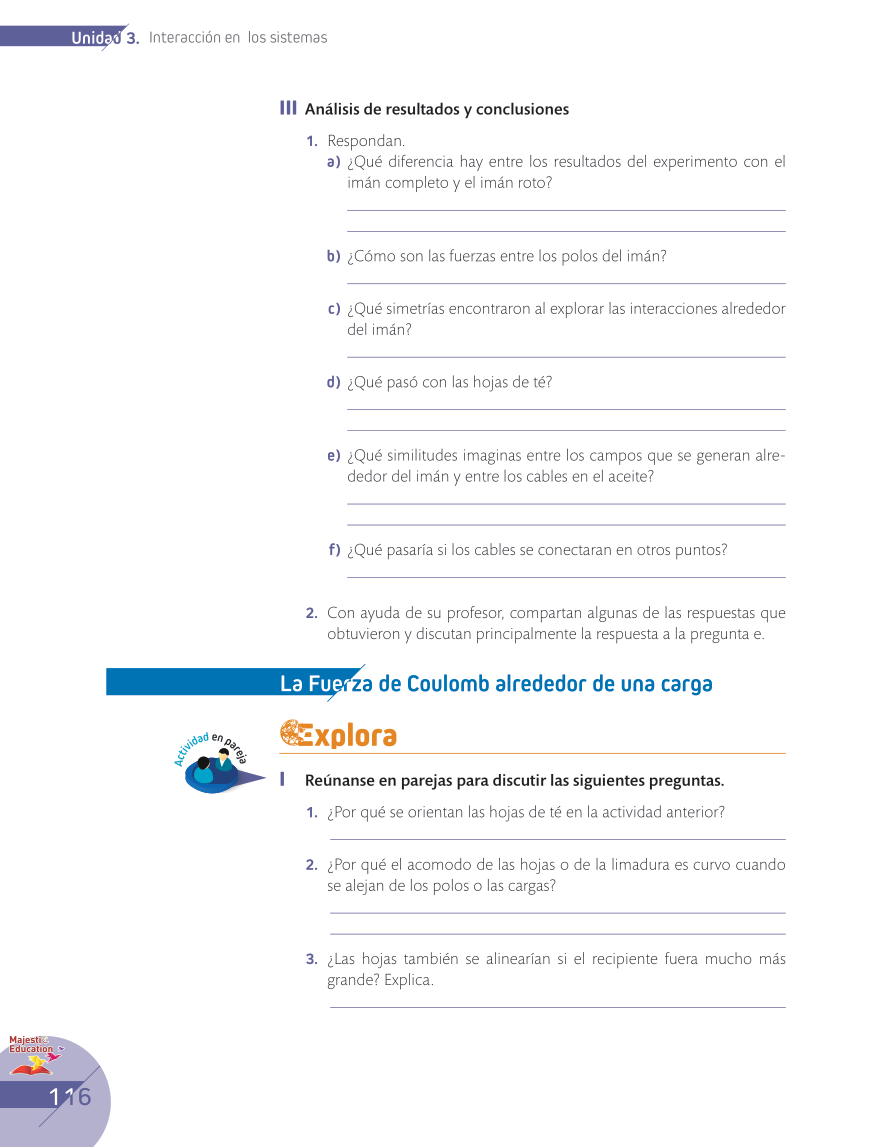 Unidad 3. Interacción en los sistemas
III Análisis de resultados y conclusiones
1. Respondan.
a) ¿Qué diferencia hay entre los resultados del experimento con el
imán completo y el imán roto?
b) ¿Cómo son las fuerzas entre los polos del imán?
c) ¿Qué simetrías encontraron al explorar las interacciones alrededor
del imán?
d) ¿Qué pasó con las hojas de té?
e) ¿Qué similitudes imaginas entre los campos que se generan alre-
dedor del imán y entre los cables en el aceite?
f) ¿Qué pasaría si los cables se conectaran en otros puntos?
2. Con ayuda de su profesor, compartan algunas de las respuestas que
obtuvieron y discutan principalmente la respuesta a la pregunta e.
La Fuerza de Coulomb alrededor de una carga
Explora
Actividad en pareja
I Reúnanse en parejas para discutir las siguientes preguntas.
1. ¿Por qué se orientan las hojas de té en la actividad anterior?
2. ¿Por qué el acomodo de las hojas o de la limadura es curvo cuando
se alejan de los polos o las cargas?
3. ¿Las hojas también se alinearían si el recipiente fuera mucho más
grande? Explica.
Majestic
Education
116